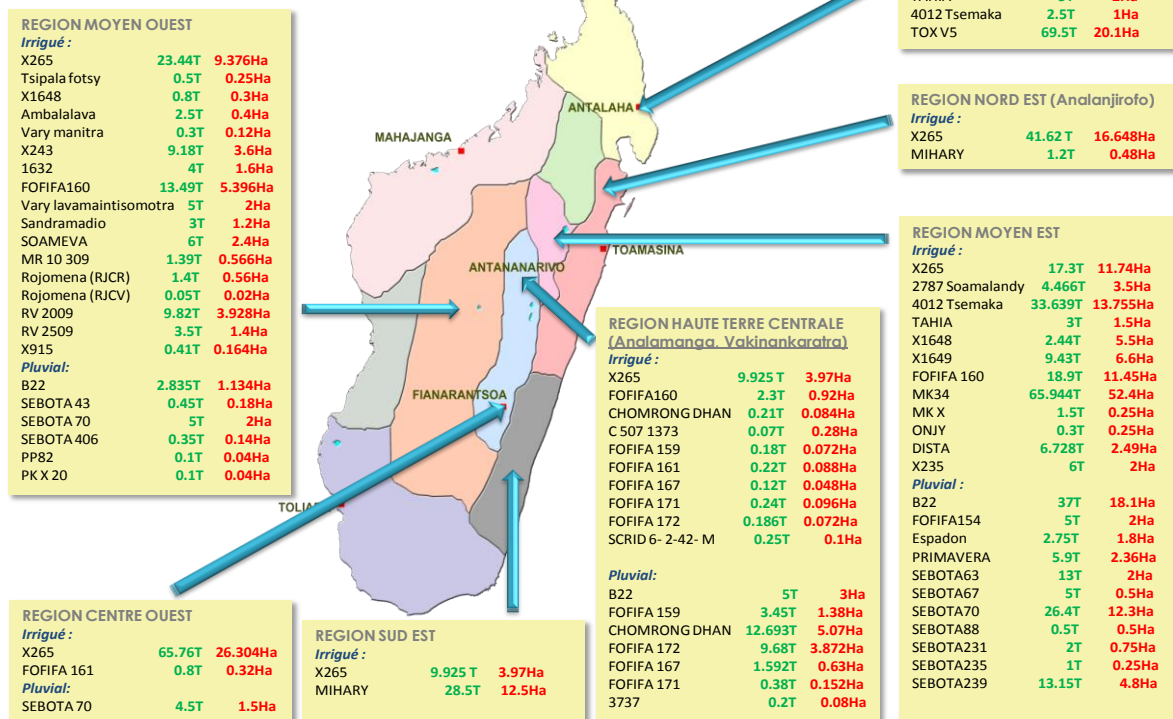 REGION MOYEN OUEST
Irrigué :
X265 23.44T 9.376Ha
Tsipala fotsy 0.5T 0.25Ha
X1648 0.8T 0.3Ha
Ambalalava 2.5T 0.4Ha
Vary manitra 0.3T 0.12Ha
X243 9.18T 3.6Ha
1632 4T 1.6Ha
FOFIFA160 13.49T 5.396Ha
Vary lavamaintisomotra 5T 2Ha
Sandramadio 3T 1.2Ha
SOAMEVA 6T 2.4Ha
MR 10 309 1.39T 0.566Ha
Rojomena (RJCR) 1.4T 0.56Ha
Rojomena (RJCV) 0.05T 0.02Ha
RV 2009 9.82T 3.928Ha
RV 2509 3.5T 1.4Ha
X915 0.41T 0.164Ha
Pluvial:
B22 2.835T 1.134Ha
SEBOTA 43 0.45T 0.18Ha
SEBOTA 70 5T 2Ha
SEBOTA 406 0.35T 0.14Ha
PP82 0.1T 0.04Ha
PK X 20 0.1T 0.04Ha
ANTALAHA
MAHAJANGA
TOAMASINA
ANTANANARIVO
FIANARANTSOA
4012 Tsemaka 2.5T 1Ha
TOX V5 69.5T 20.1Ha
REGION NORD EST (Analanjirofo)
Irrigué :
X265 41.62 T 16.648Ha
MIHARY 1.2T 0.48Ha
REGION MOYEN EST
Irrigué :
X265 17.3T 11.74Ha
2787 Soamalandy 4.466T 3.5Ha
4012 Tsemaka 33.639T 13.755Ha
TAHIA 3T 1.5Ha
X1648 2.44T 5.5Ha
X1649 9.43T 6.6Ha
FOFIFA 160 18.9T 11.45Ha
MK34 65.944T 52.4Ha
MK X 1.5T 0.25Ha
ONJY 0.3T 0.25Ha
DISTA 6.728T 2.49Ha
X235 6T 2Ha
Pluvial :
B22 37T 18.1Ha
FOFIFA154 5T 2Ha
Espadon 2.75T 1.8Ha
PRIMAVERA 5.9T 2.36Ha
SEBOTA63 13T 2Ha
SEBOTA67 5T 0.5Ha
SEBOTA70 26.4T 12.3Ha
SEBOTA88 0.5T 0.5Ha
SEBOTA231 2T 0.75Ha
SEBOTA235 1T 0.25Ha
SEBOTA239 13.15T 4.8Ha
REGION HAUTE TERRE CENTRALE
(Analamanga, Vakinankaratra)
Irrigué :
X265 9.925 T 3.97Ha
FOFIFA160 2.3T 0.92Ha
CHOMRONG DHAN 0.21T 0.084Ha
C 507 1373 0.07T 0.28Ha
FOFIFA 159 0.18T 0.072Ha
FOFIFA 161 0.22T 0.088Ha
FOFIFA 167 0.12T 0.048Ha
FOFIFA 171 0.24T 0.096Ha
FOFIFA 172 0.186T 0.072Ha
SCRID 6- 2-42- M 0.25T 0.1Ha
Pluvial:
B22 5T 3Ha
FOFIFA 159 3.45T 1.38Ha
CHOMRONG DHAN 12.693T 5.07Ha
FOFIFA 172 9.68T 3.872Ha
FOFIFA 167 1.592T 0.63Ha
FOFIFA 171 0.38T 0.152Ha
3737 0.2T 0.08Ha
REGION CENTRE OUEST
Irrigué :
X265 65.76T 26.304Ha
FOFIFA 161 0.8T 0.32Ha
Pluvial:
SEBOTA 70 4.5T 1.5Ha
REGION SUD EST
Irrigué :
X265 9.925 T 3.97Ha
MIHARY 28.5T 12.5Ha